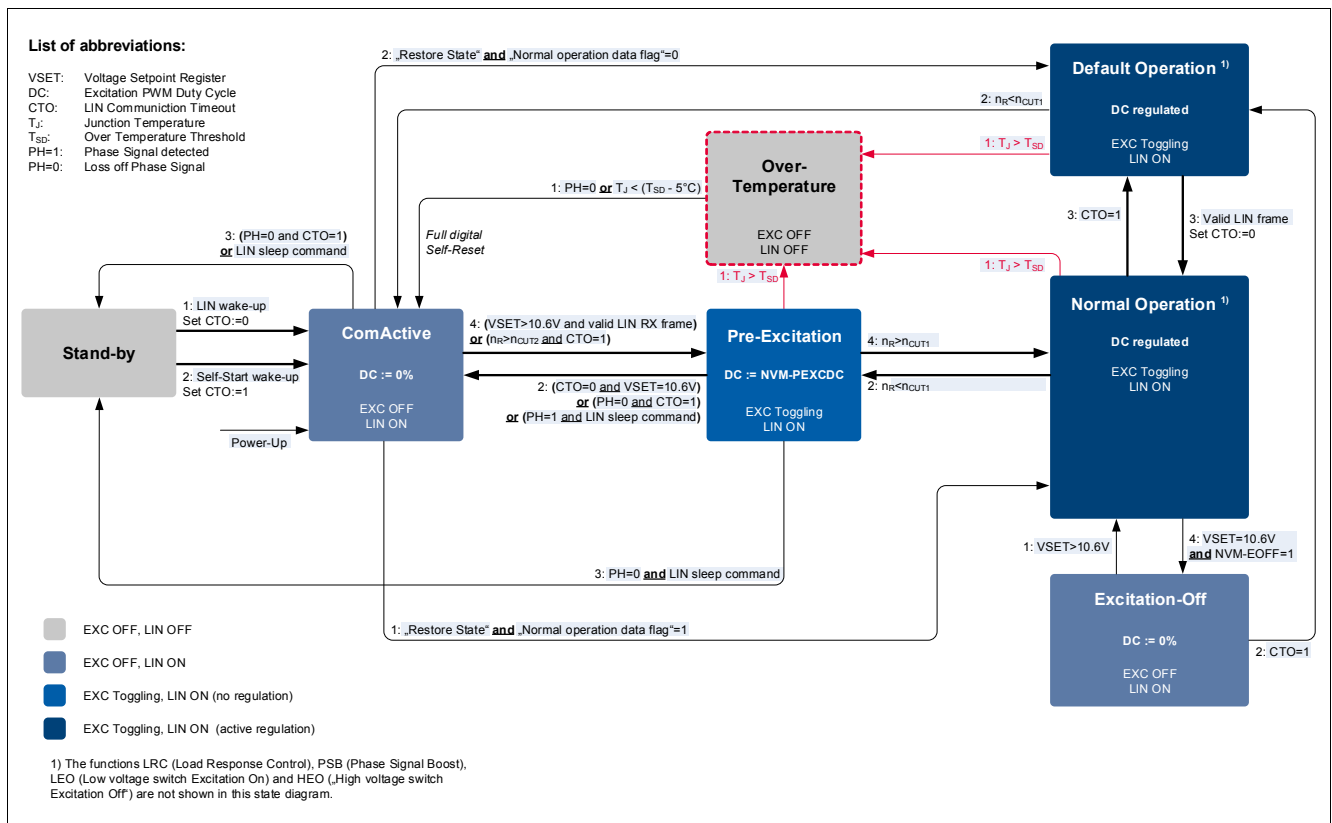 List of abbreviations:
VSET: Voltage Setpoint Register
DC: Excitation PWM Duty Cycle
CTO: LIN Communiction Timeout
TJ: Junction Temperature
TSD: Over Temperature Threshold
PH=1: Phase Signal detected
PH=0: Loss off Phase Signal
2: „Restore State“ and „Normal operation data flag“=0
Default Operation 1)
DC regulated
EXC Toggling
LIN ON
2: nR<nCUT1
1: TJ > TSD
Over-
Temperature
EXC OFF
LIN OFF
1: PH=0 or TJ < (TSD - 5°C)
Full digital
Self-Reset
3: CTO=1
3: Valid LIN frame
Set CTO:=0
3: (PH=0 and CTO=1)
or LIN sleep command
1: TJ > TSD
1: TJ > TSD
Stand-by
1: LIN wake-up
Set CTO:=0
2: Self-Start wake-up
Set CTO:=1
Power-Up
ComActive
DC := 0%
EXC OFF
LIN ON
4: (VSET>10.6V and valid LIN RX frame)
or (nR>nCUT2 and CTO=1)
2: (CTO=0 and VSET=10.6V)
or (PH=0 and CTO=1)
or (PH=1 and LIN sleep command)
Pre-Excitation
DC := NVM-PEXCDC
EXC Toggling
LIN ON
4: nR>nCUT1
2: nR<nCUT1
Normal Operation 1)
DC regulated
EXC Toggling
LIN ON
1: VSET>10.6V
4: VSET=10.6V
and NVM-EOFF=1
3: PH=0 and LIN sleep command
1: „Restore State“ and „Normal operation data flag“=1
Excitation-Off
DC := 0%
EXC OFF
LIN ON
2: CTO=1
EXC OFF, LIN OFF
EXC OFF, LIN ON
EXC Toggling, LIN ON (no regulation)
EXC Toggling, LIN ON (active regulation)
1) The functions LRC (Load Response Control), PSB (Phase Signal Boost),
LEO (Low voltage switch Excitation On) and HEO („High voltage switch
Excitation Off“) are not shown in this state diagram.